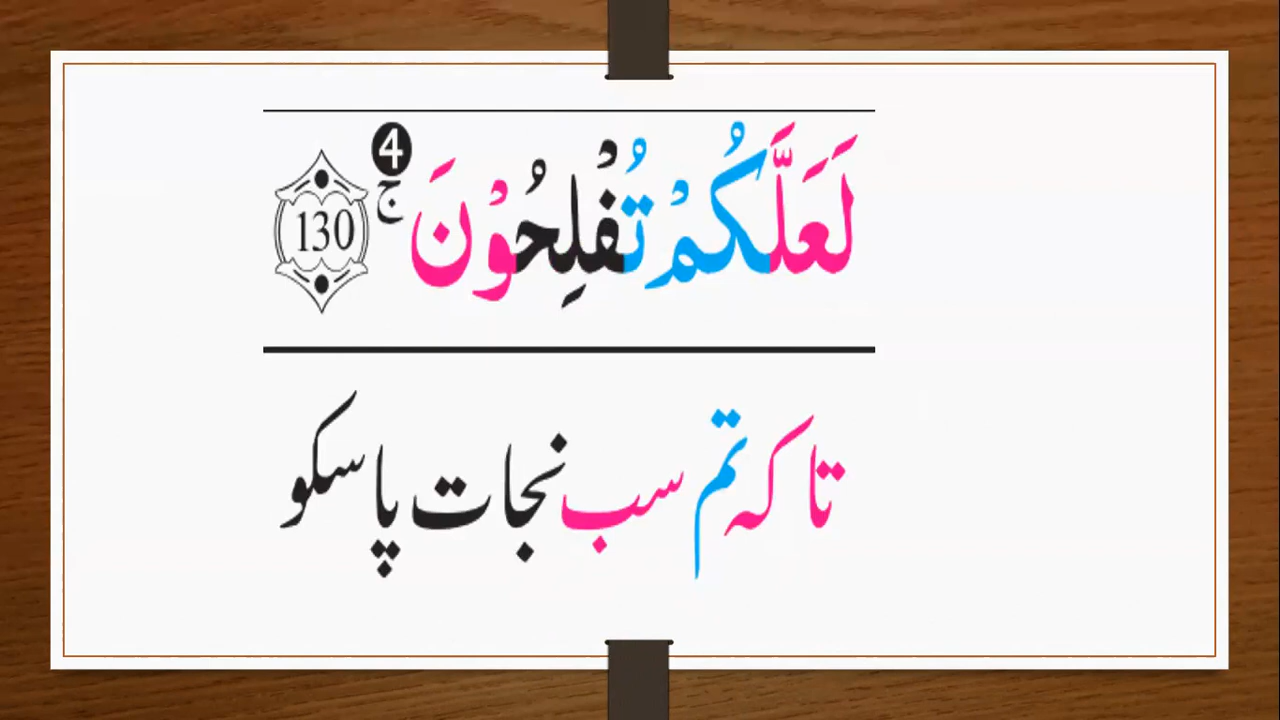 لَعَلَّكُمْ تُفْلِحُوْنَ ج 4 130
تا کہ تم سب نجات پا سکو